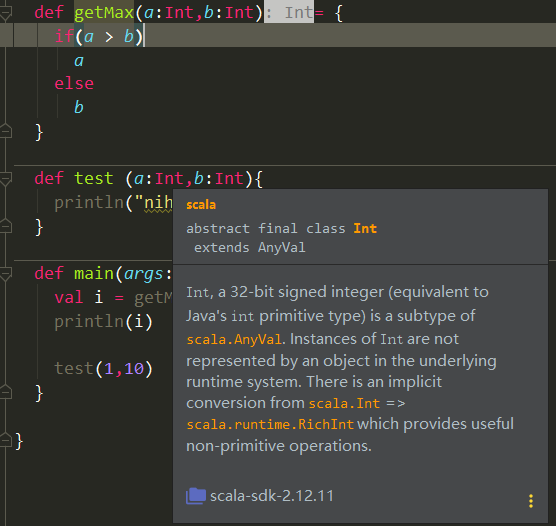 def getMax(a:Int,b:Int): Int= {
if(a > b)
a
else
b
}
def test (a:Int,b:Int){
println("nih
}
def main(args:
val i = getM
println(i)
test(1,10)
}
}
scala
abstract final class Int
extends AnyVal
Int, a 32-bit signed integer (equivalent to
Java's int primitive type) is a subtype of
scala.AnyVal. Instances of Int are not
represented by an object in the underlying
runtime system. There is an implicit
conversion from scala.Int =>
scala.runtime.RichInt which provides useful
non-primitive operations.
scala-sdk-2.12.11